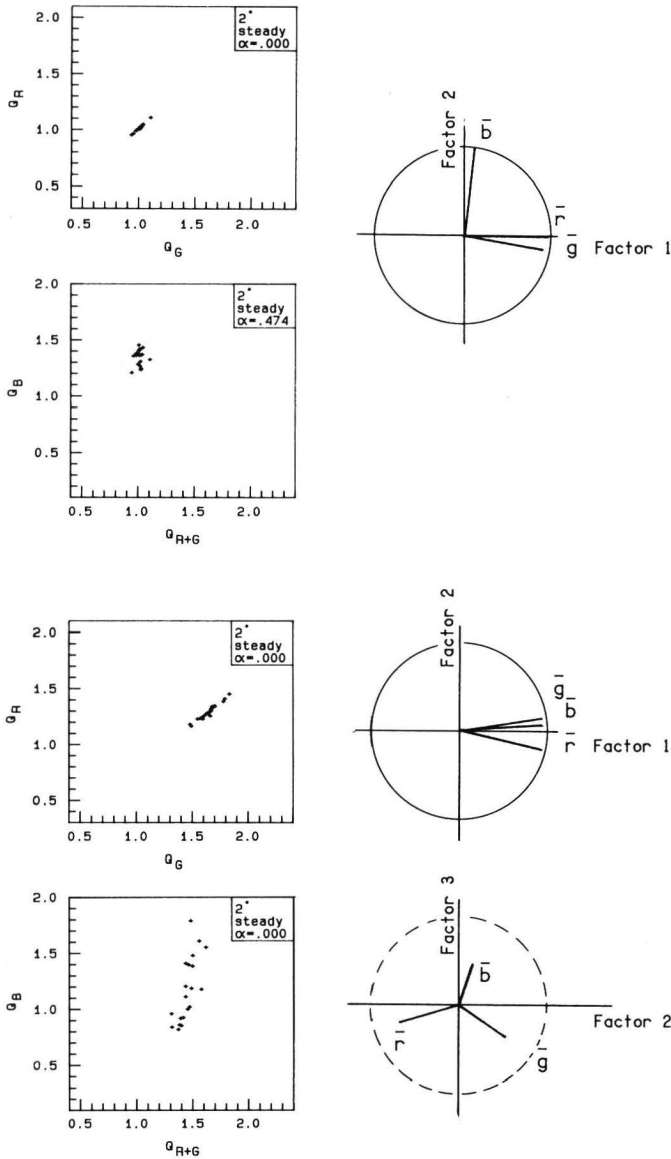 2.0
1.5
1.0
0.5
Q_R
2°
steady
α=.000
0.5 1.0 1.5 2.0
Q_G
Factor 2
b̅
r̅
g̅ Factor 1
2.0
1.5
1.0
0.5
Q_B
2°
steady
α=.474
0.5 1.0 1.5 2.0
Q_R+G
2.0
1.5
1.0
0.5
Q_R
2°
steady
α=.000
0.5 1.0 1.5 2.0
Q_G
Factor 2
g̅
b̅
r̅ Factor 1
2.0
1.5
1.0
0.5
Q_B
2°
steady
α=.000
0.5 1.0 1.5 2.0
Q_R+G
Factor 3
b̅
Factor 2
r̅
g̅